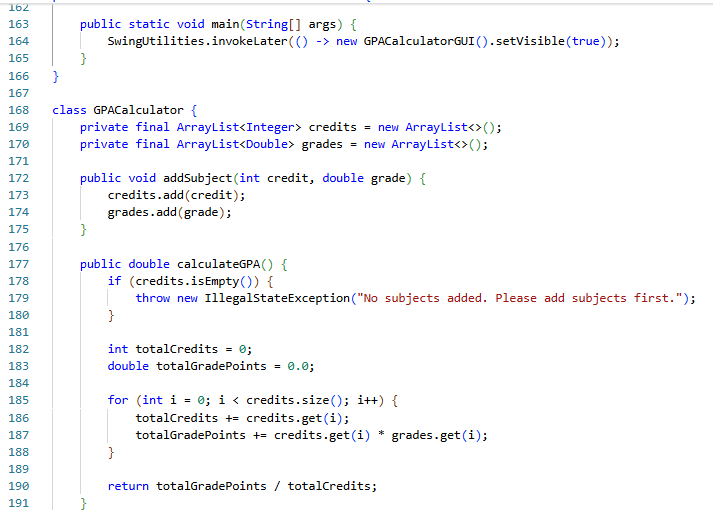 162
163 public static void main(String[] args) {
164 SwingUtilities.invokeLater(() -> new GPACalculatorGUI().setVisible(true));
165 }
166 }
167
168 class GPACalculator {
169 private final ArrayList<Integer> credits = new ArrayList<>();
170 private final ArrayList<Double> grades = new ArrayList<>();
171
172 public void addSubject(int credit, double grade) {
173 credits.add(credit);
174 grades.add(grade);
175 }
176
177 public double calculateGPA() {
178 if (credits.isEmpty()) {
179 throw new IllegalStateException("No subjects added. Please add subjects first.");
180 }
181
182 int totalCredits = 0;
183 double totalGradePoints = 0.0;
184
185 for (int i = 0; i < credits.size(); i++) {
186 totalCredits += credits.get(i);
187 totalGradePoints += credits.get(i) * grades.get(i);
188 }
189
190 return totalGradePoints / totalCredits;
191 }